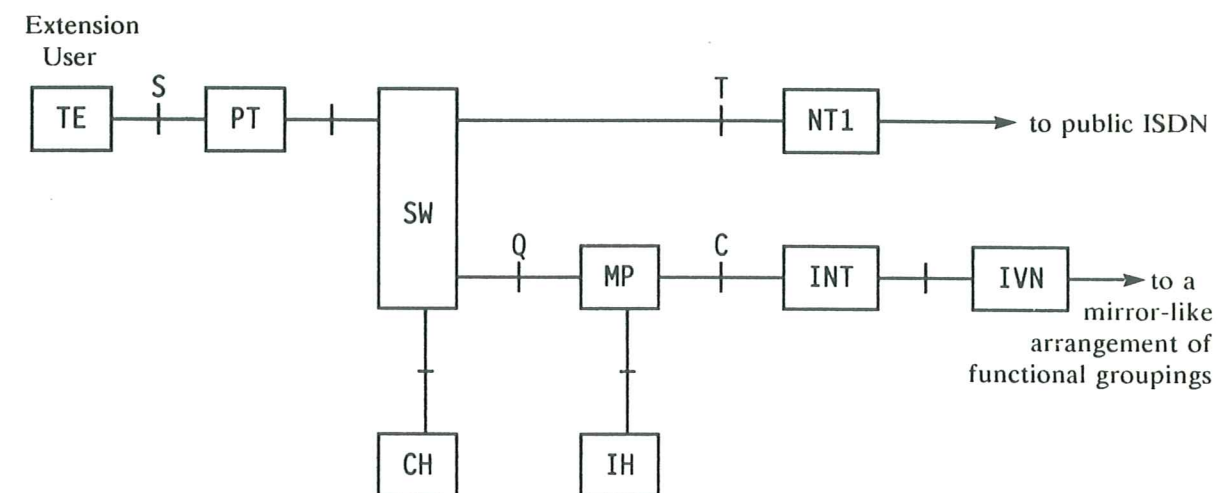 Extension
User
TE
S
PT
SW
T
NT1
to public ISDN
Q
MP
C
INT
IVN
to a
mirror-like
arrangement of
functional groupings
CH
IH